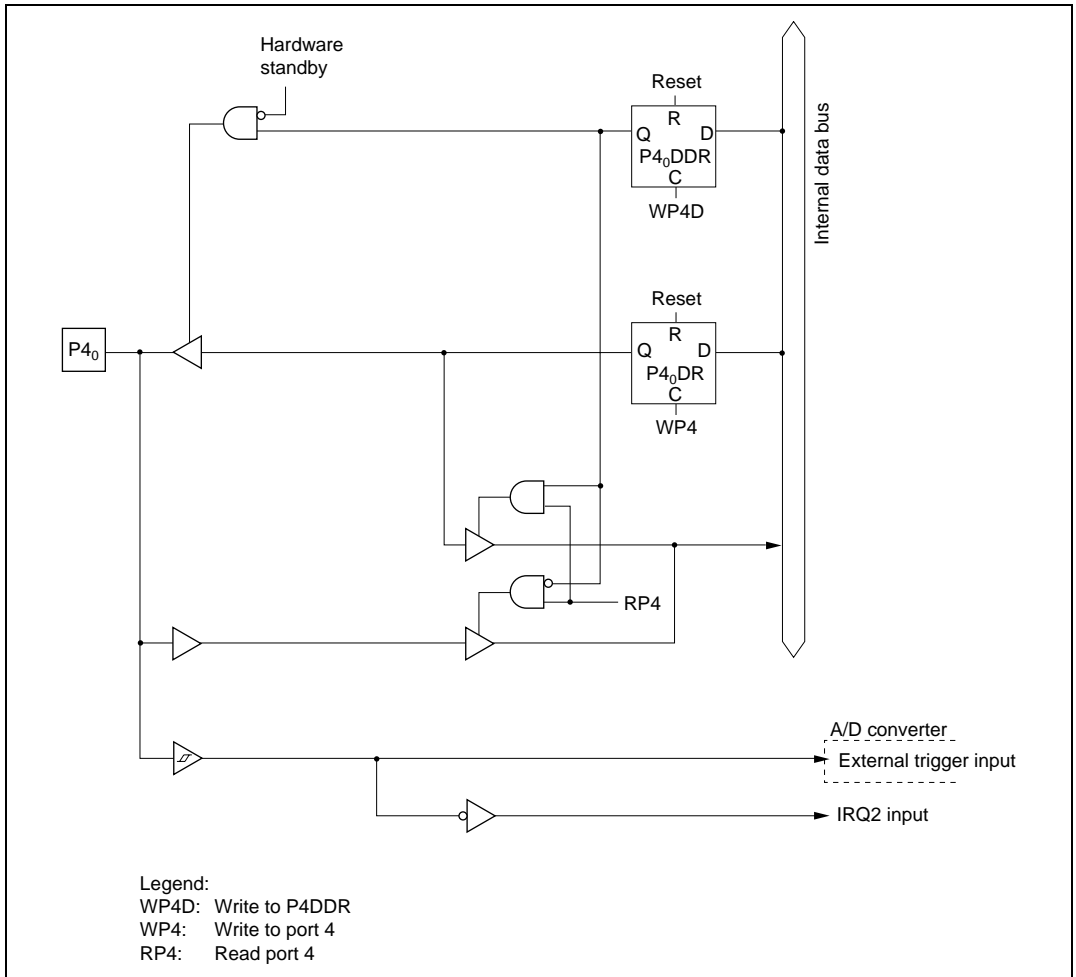 Hardware
standby
Reset
R
Q D
P4₀DDR
C
WP4D
Internal data bus
Reset
R
Q D
P4₀DR
C
WP4
P4₀
RP4
A/D converter
External trigger input
IRQ2 input
Legend:
WP4D: Write to P4DDR
WP4: Write to port 4
RP4: Read port 4